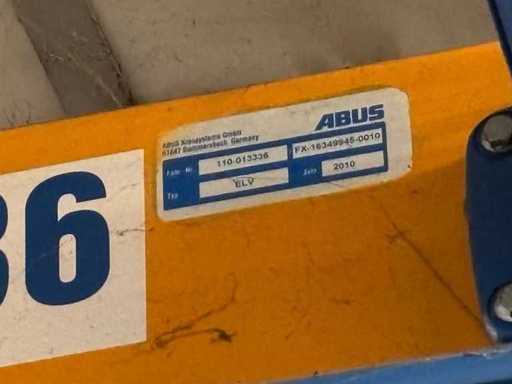 ABUS
ABUS Kransysteme GmbH
51647 Gummersbach Germany
Fabr. Nr. 110-013336 FX-16349945-0010
Typ ELV Jahr 2010
36